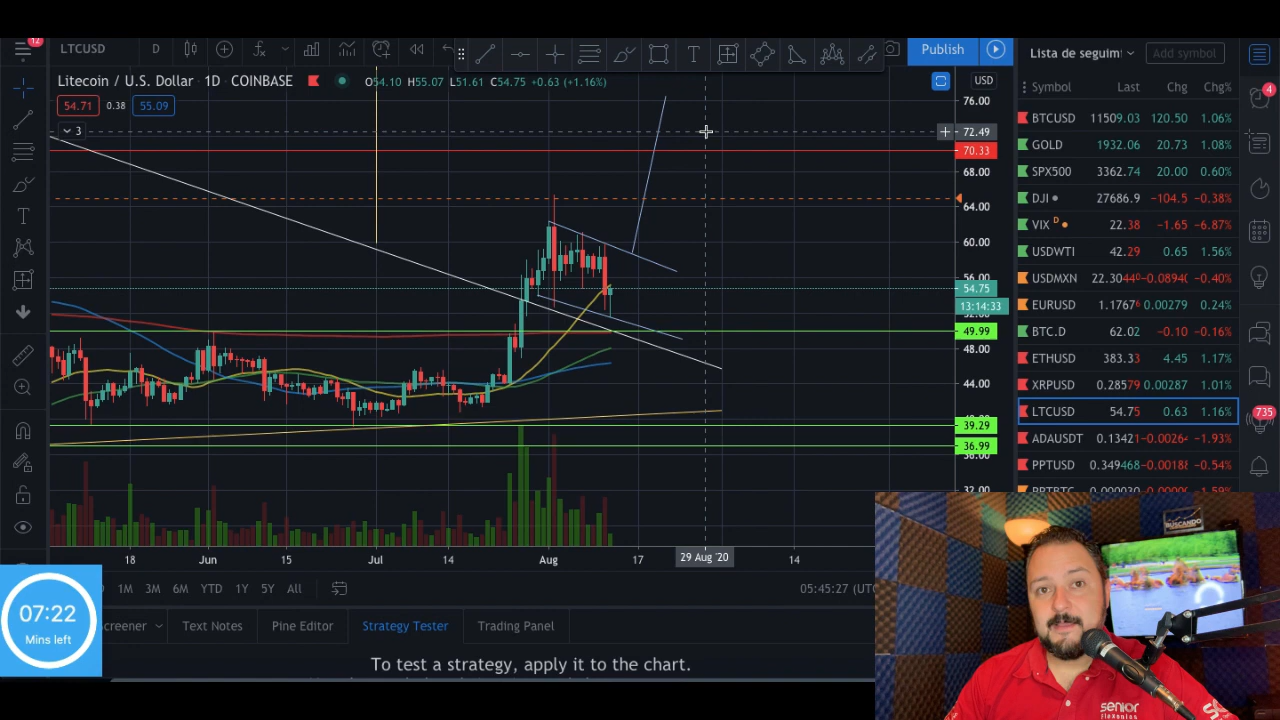 12
LTCUSD D Publish
Lista de seguim Add symbol
Litecoin / U.S. Dollar · 1D · COINBASE O54.10 H55.07 L51.61 C54.75 +0.63 (+1.16%)
USD
54.71 0.38 55.09
3
76.00
72.49
70.33
68.00
64.00
60.00
56.00
54.75
13:14:33
49.99
48.00
44.00
39.29
36.99
18 Jun 15 Jul 14 Aug 17 29 Aug '20 14
1M 3M 6M YTD 1Y 5Y All
05:45:27 (UTC
Text Notes Pine Editor Strategy Tester Trading Panel
To test a strategy, apply it to the chart.
07:22
Mins left
Symbol Last Chg Chg%
BTCUSD 11509.03 120.50 1.06%
GOLD 1932.06 20.73 1.08%
SPX500 3362.74 20.00 0.60%
DJI 27686.9 −104.5 −0.38%
VIX D 22.38 −1.65 −6.87%
USDWTI 42.29 0.65 1.56%
USDMXN 22.30440 −0.0894 −0.40%
EURUSD 1.17676 0.00279 0.24%
BTC.D 62.02 −0.10 −0.16%
ETHUSD 383.33 4.45 1.17%
XRPUSD 0.28579 0.00287 1.01%
LTCUSD 54.75 0.63 1.16%
ADAUSDT 0.13421 −0.00264 −1.93%
PPTUSD 0.349468 −0.00188 −0.54%
4
735
BUSCANDO
senior